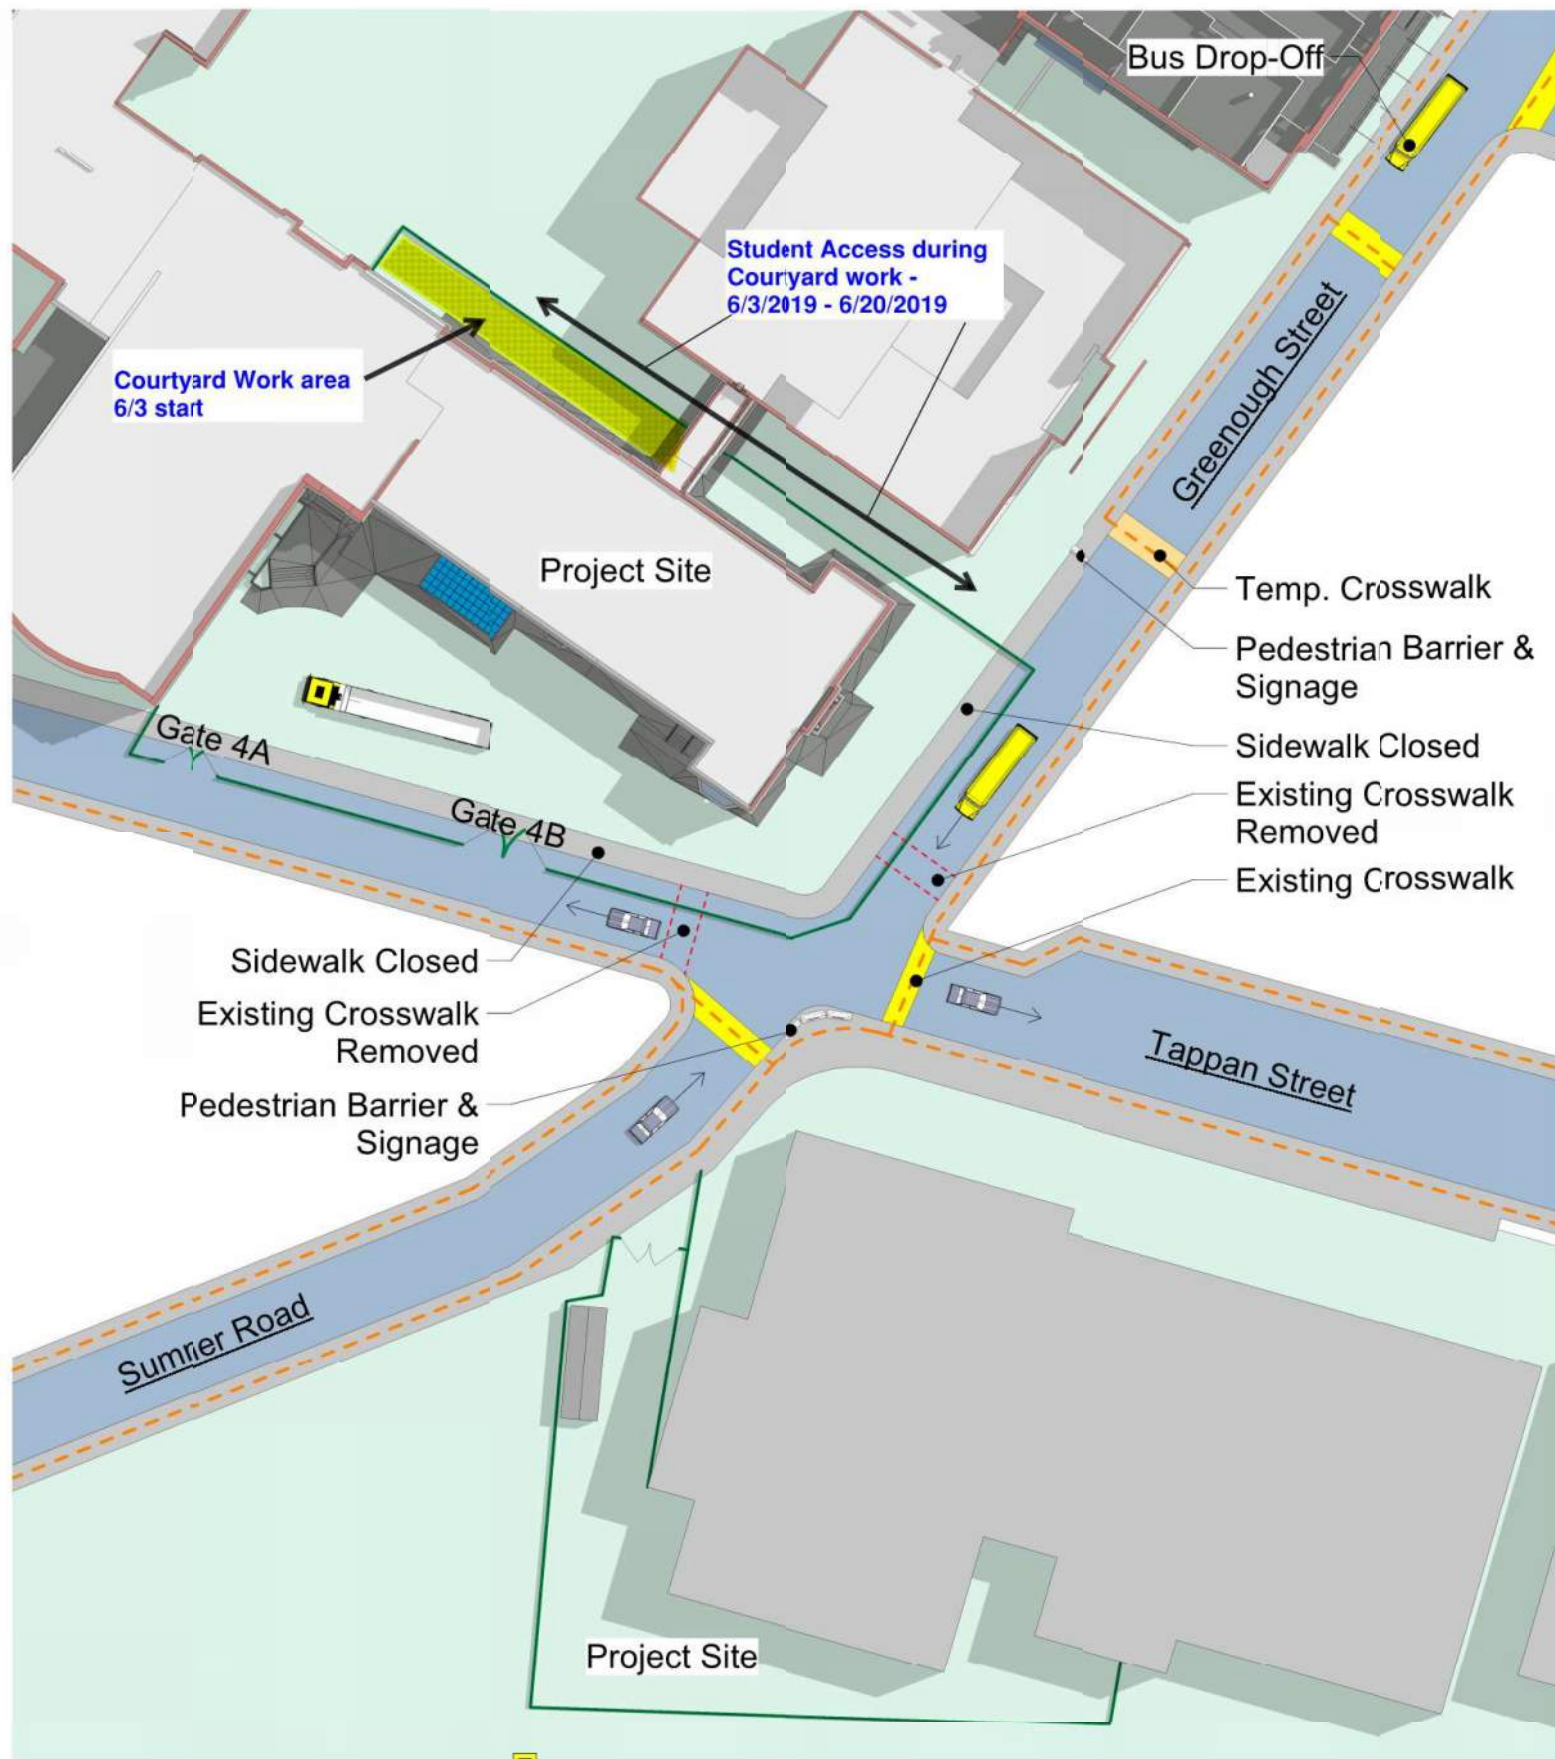 Bus Drop-Off
Student Access during
Courtyard work -
6/3/2019 - 6/20/2019
Courtyard Work area
6/3 start
Greenough Street
Project Site
Temp. Crosswalk
Pedestrian Barrier &
Signage
Gate 4A
Sidewalk Closed
Gate 4B
Existing Crosswalk
Removed
Existing Crosswalk
Sidewalk Closed
Existing Crosswalk
Removed
Pedestrian Barrier &
Signage
Tappan Street
Sumner Road
Project Site